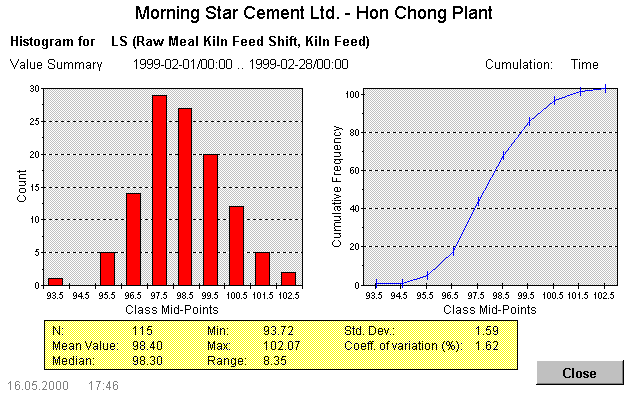 Morning Star Cement Ltd. - Hon Chong Plant
Histogram for LS (Raw Meal Kiln Feed Shift, Kiln Feed)
Value Summary 1999-02-01/00:00 .. 1999-02-28/00:00 Cumulation: Time
Count
30
25
20
15
10
5
0
93.5 94.5 95.5 96.5 97.5 98.5 99.5 100.5 101.5 102.5
Class Mid-Points
Cumulative Frequency
100
80
60
40
20
0
93.5 94.5 95.5 96.5 97.5 98.5 99.5 100.5 101.5 102.5
Class Mid-Points
N: 115 Min: 93.72 Std. Dev.: 1.59
Mean Value: 98.40 Max: 102.07 Coeff. of variation (%): 1.62
Median: 98.30 Range: 8.35
Close
16.05.2000 17:46